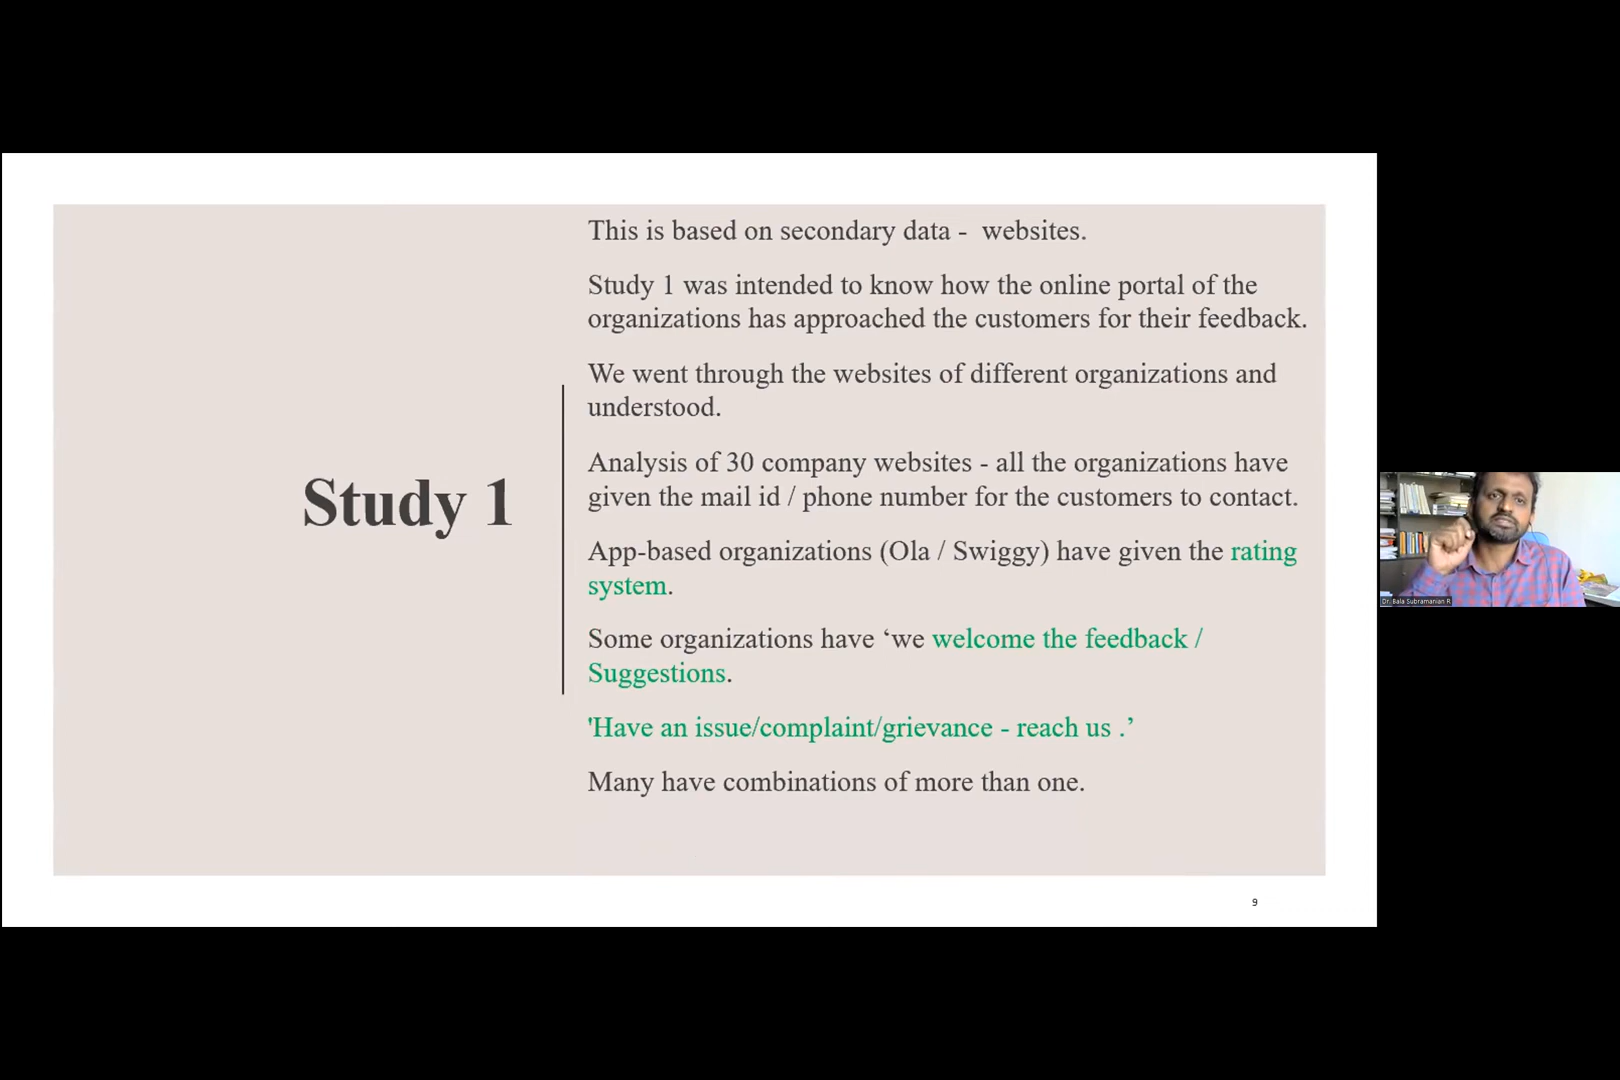 Study 1
This is based on secondary data -  websites.
Study 1 was intended to know how the online portal of the
organizations has approached the customers for their feedback.
We went through the websites of different organizations and
understood.
Analysis of 30 company websites - all the organizations have
given the mail id / phone number for the customers to contact.
App-based organizations (Ola / Swiggy) have given the rating
system.
Some organizations have ‘we welcome the feedback /
Suggestions.
'Have an issue/complaint/grievance - reach us .’
Many have combinations of more than one.
9
Dr. Bala Subramanian R